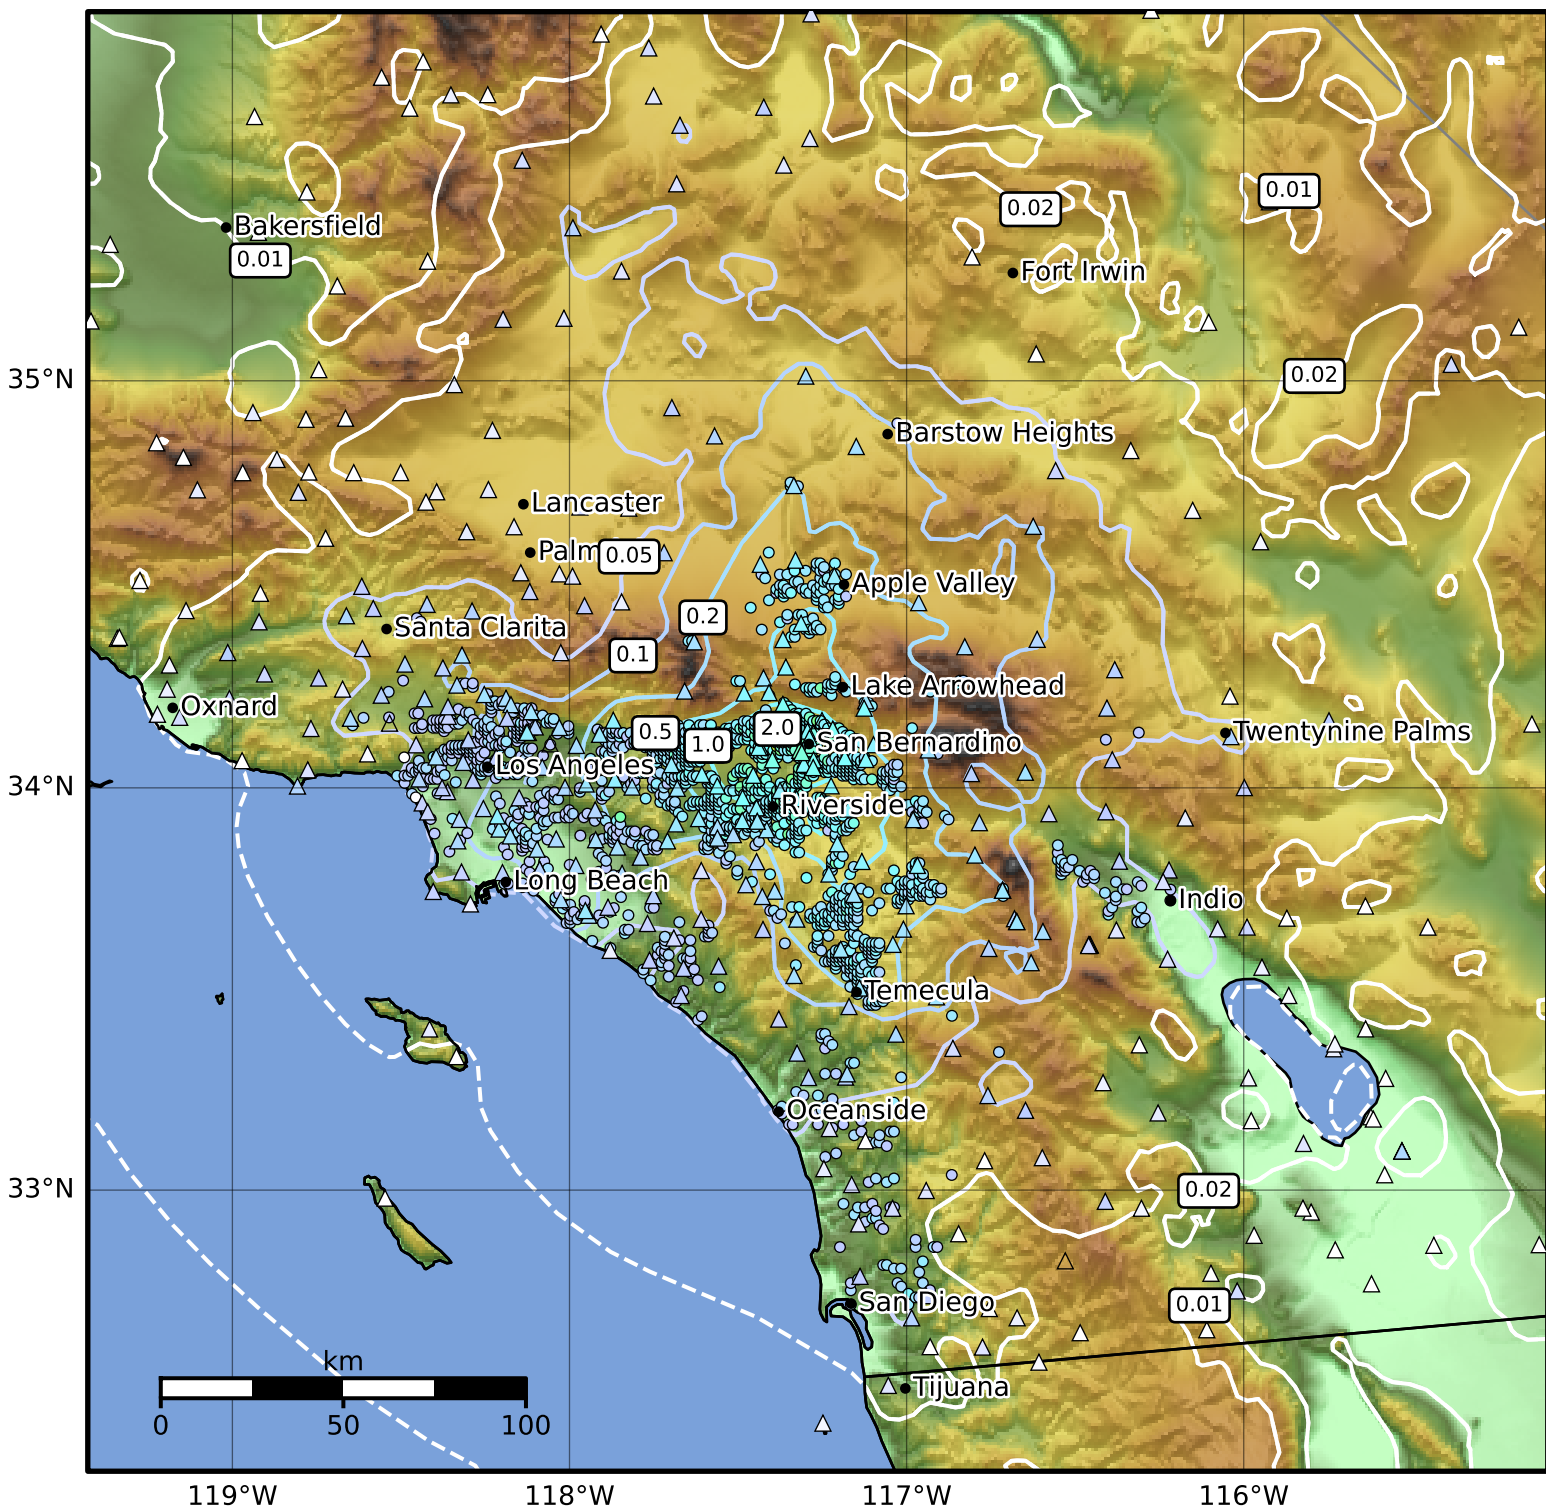 0.01
0.02
Bakersfield
0.01
Fort Irwin
35°N
0.02
Barstow Heights
Lancaster
Palm
0.05
Apple Valley
0.2
Santa Clarita
0.1
Lake Arrowhead
Oxnard
0.5
1.0
2.0
San Bernardino
Twentynine Palms
Los Angeles
34°N
Riverside
Long Beach
Indio
Temecula
Oceanside
33°N
0.02
San Diego
0.01
km
Tijuana
0
50
100
119°W
118°W
117°W
116°W